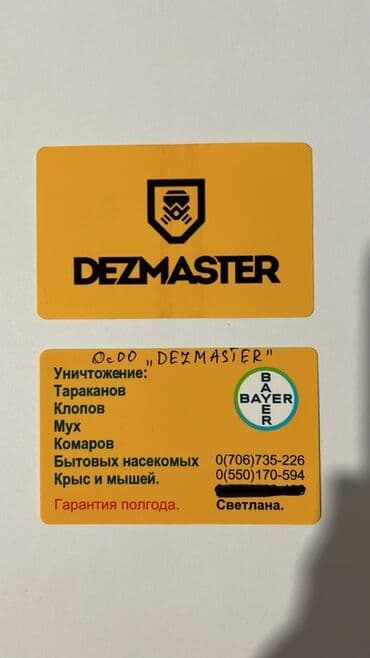 DEZMASTER
ОсОО „DEZMASTER"
Уничтожение:
Тараканов
Клопов
Мух
Комаров
Бытовых насекомых
Крыс и мышей.
Гарантия полгода.
BAYER
BAYER
0(706)735-226
0(550)170-594
Светлана.